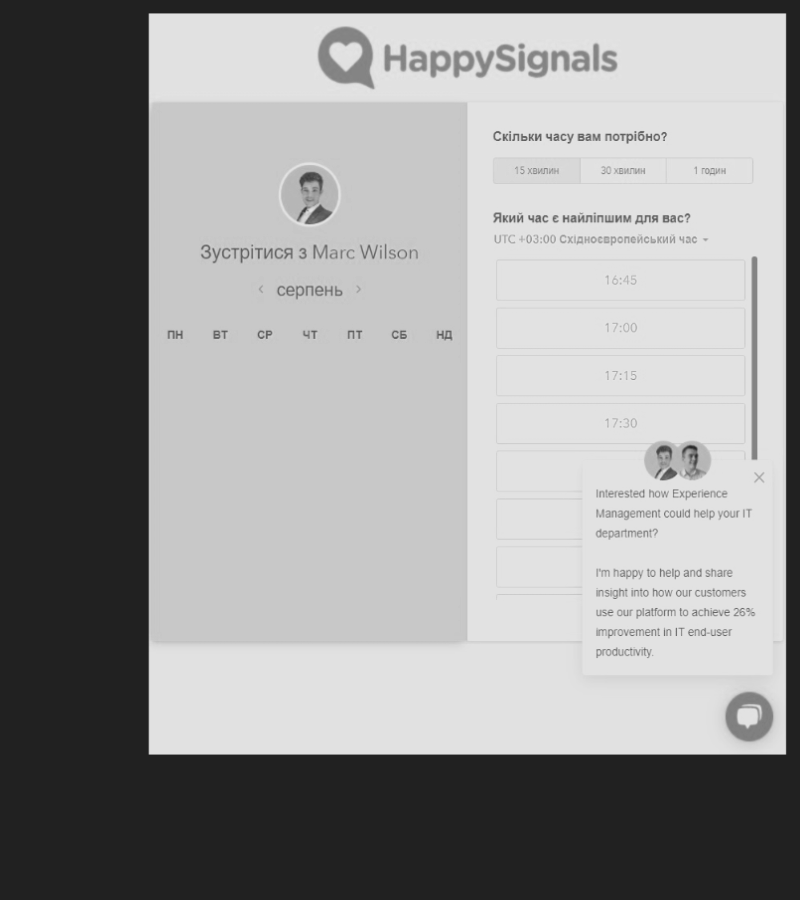 HappySignals
Зустрітися з Marc Wilson
серпень
ПН ВТ СР ЧТ ПТ СБ НД
Скільки часу вам потрібно?
15 хвилин 30 хвилин 1 годин
Який час є найліпшим для вас?
UTC +03:00 Східноєвропейський час
16:45
17:00
17:15
17:30
Interested how Experience
Management could help your IT
department?
I'm happy to help and share
insight into how our customers
use our platform to achieve 26%
improvement in IT end-user
productivity.